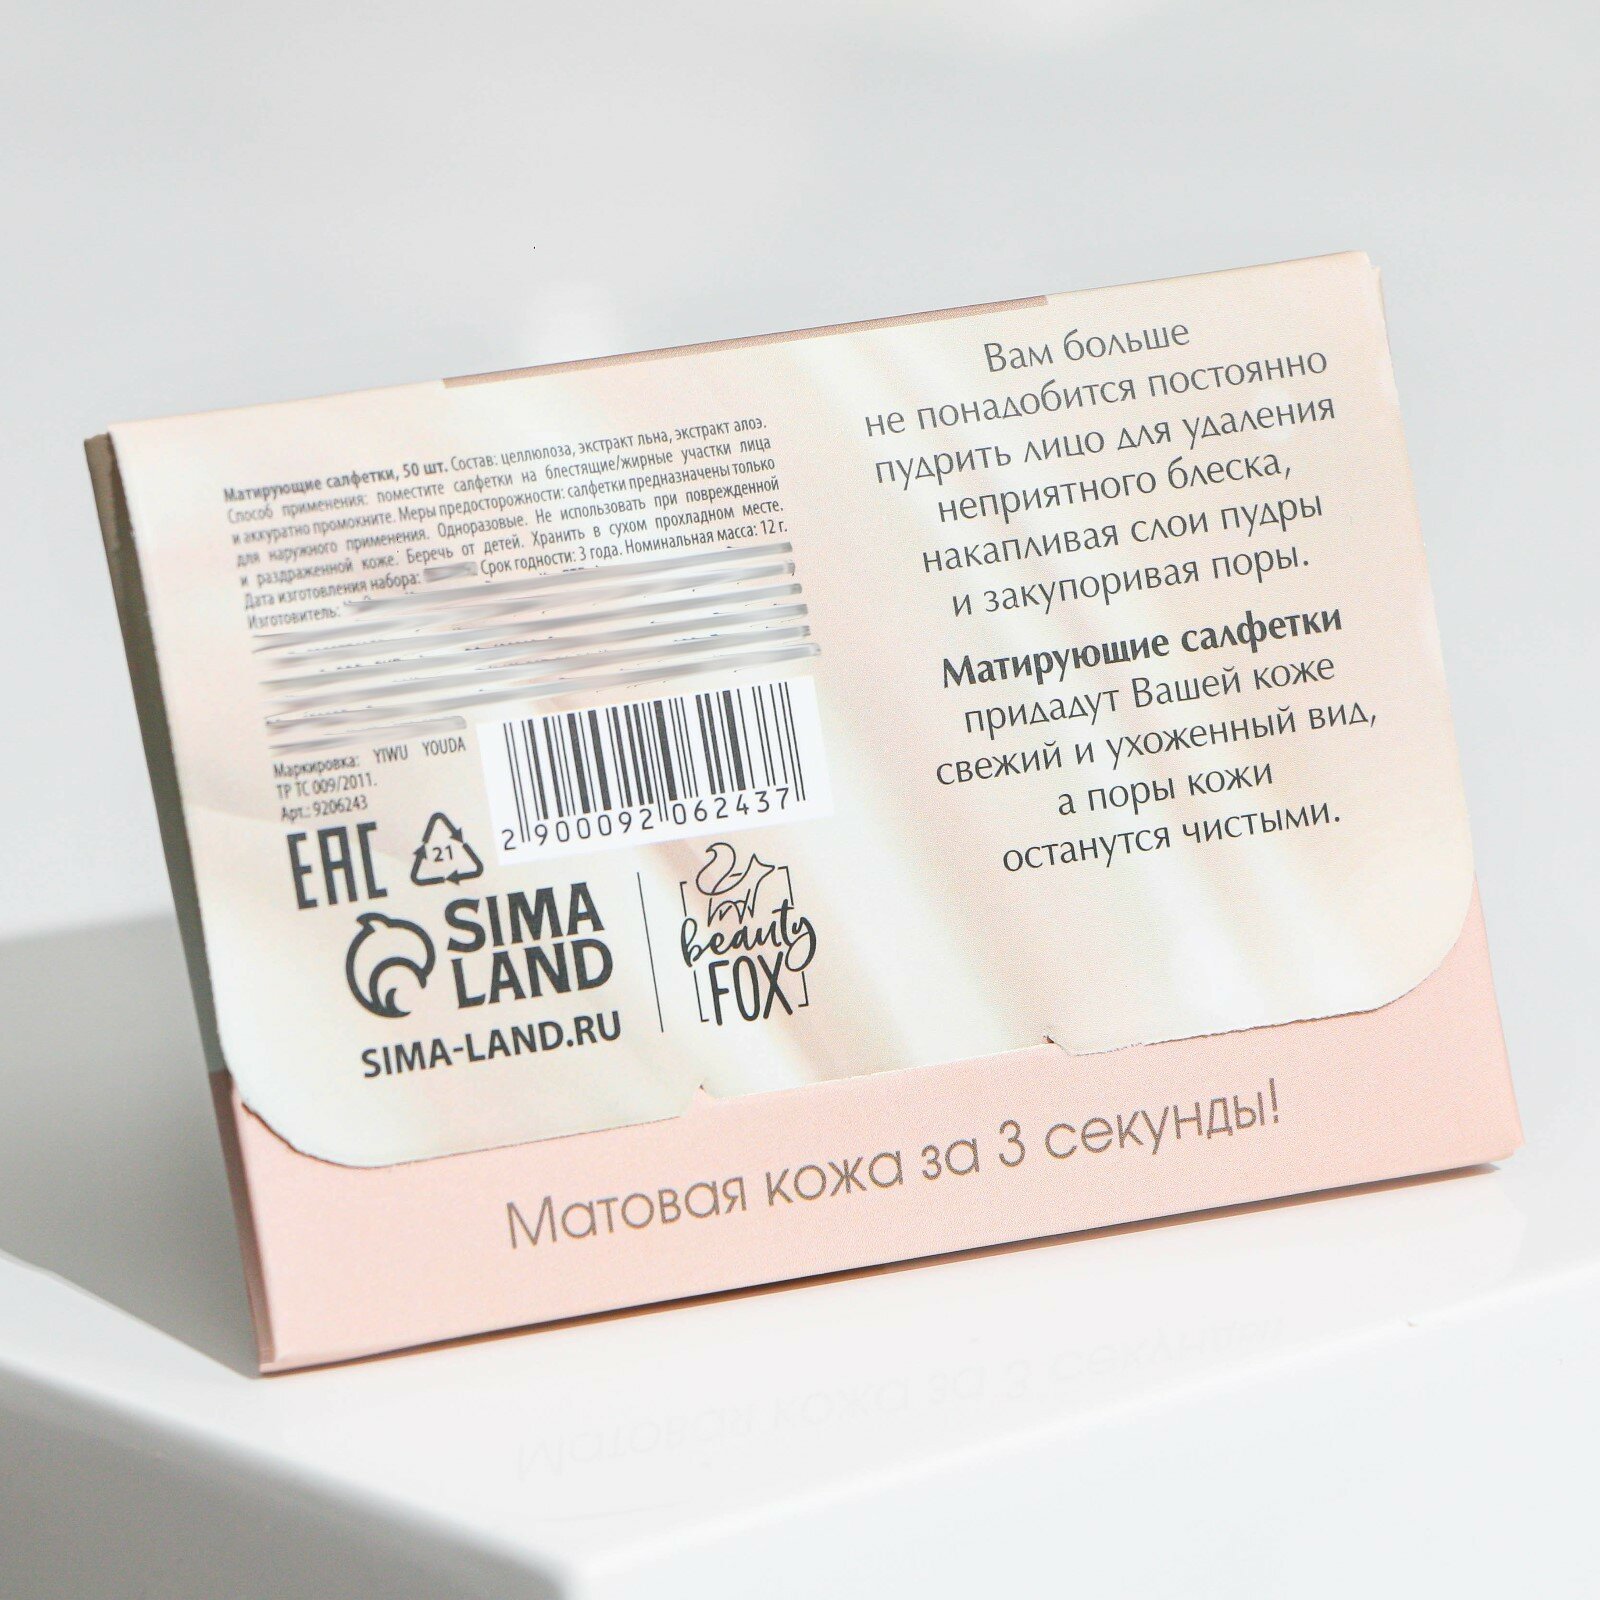 Матирующие салфетки, 50 шт. Состав: целлюлоза, экстракт льна, экстракт алоэ.
Способ применения: поместите салфетки на блестящие/жирные участки лица
и аккуратно промокните. Меры предосторожности: салфетки предназначены только
для наружного применения. Одноразовые. Не использовать при поврежденной
и раздраженной коже. Беречь от детей. Хранить в сухом прохладном месте.
Дата изготовления набора: Срок годности: 3 года. Номинальная масса: 12 г.
Изготовитель:
Маркировка: YIWU YOUDA
ТР ТС 009/2011.
Арт.: 9206243
2 900092 062437
EAC
21
SIMA
LAND
SIMA-LAND.RU
beauty
FOX
Вам больше
не понадобится постоянно
пудрить лицо для удаления
неприятного блеска,
накапливая слои пудры
и закупоривая поры.
Матирующие салфетки
придадут Вашей коже
свежий и ухоженный вид,
а поры кожи
останутся чистыми.
Матовая кожа за 3 секунды!